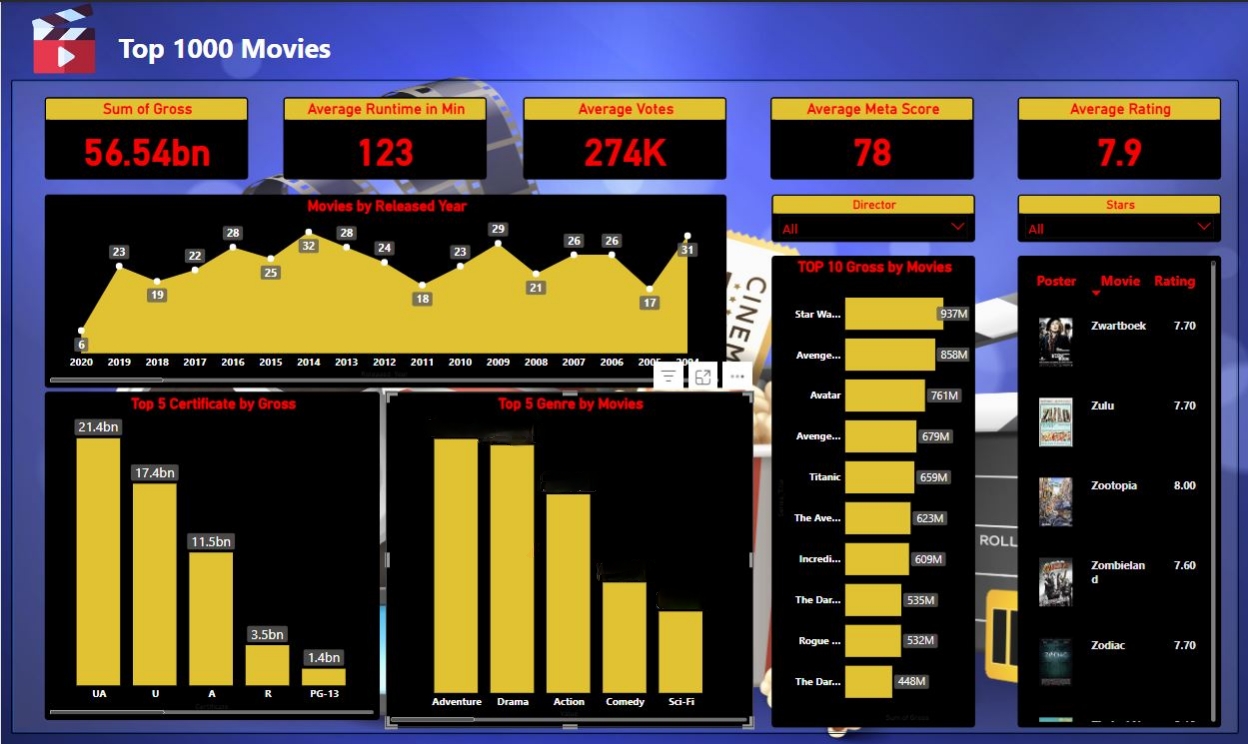 Top 1000 Movies
Sum of Gross
56.54bn
Average Runtime in Min
123
Average Votes
274K
Average Meta Score
78
Average Rating
7.9
Movies by Released Year
6
23
19
22
28
25
32
28
24
18
23
29
21
26
26
17
31
2020 2019 2018 2017 2016 2015 2014 2013 2012 2011 2010 2009 2008 2007 2006 2005 2004
Director
All
Stars
All
CINEM
ROLL
Top 5 Certificate by Gross
21.4bn
17.4bn
11.5bn
3.5bn
1.4bn
UA U A R PG-13
Certificate
Top 5 Genre by Movies
Adventure Drama Action Comedy Sci-Fi
TOP 10 Gross by Movies
Star Wa... 937M
Avenge... 858M
Avatar 761M
Avenge... 679M
Titanic 659M
The Ave... 623M
Incredi... 609M
The Dar... 535M
Rogue ... 532M
The Dar... 448M
Sum of Gross
Poster Movie Rating
Zwartboek 7.70
Zulu 7.70
Zootopia 8.00
Zombielan
d 7.60
Zodiac 7.70